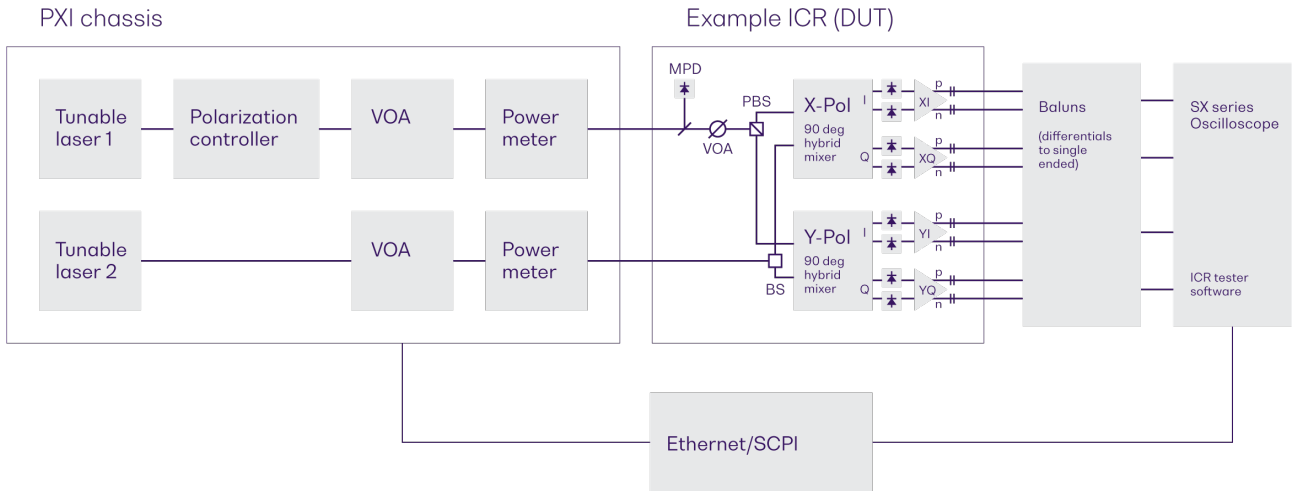 PXI chassis
Example ICR (DUT)
Tunable
laser 1
Polarization
controller
VOA
Power
meter
MPD
VOA
PBS
X-Pol
90 deg
hybrid
mixer
I
Q
XI
p
n
XQ
p
n
Baluns
(differentials
to single
ended)
SX series
Oscilloscope
Tunable
laser 2
VOA
Power
meter
BS
Y-Pol
90 deg
hybrid
mixer
I
Q
YI
p
n
YQ
p
n
ICR tester
software
Ethernet/SCPI